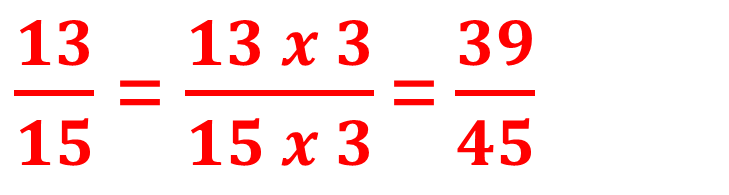 13/15 = 13 x 3/15 x 3 = 39/45